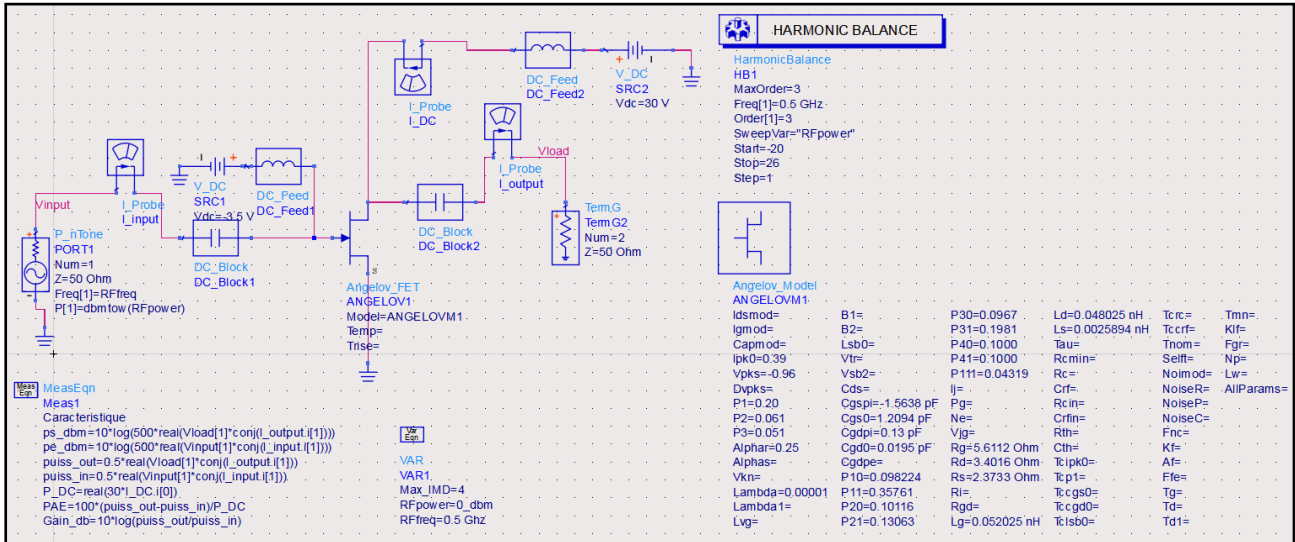 HARMONIC BALANCE
HarmonicBalance
HB1
MaxOrder=3
Freq[1]=0.5 GHz
Order[1]=3
SweepVar="RFpower"
Start=-20
Stop=26
Step=1
I_Probe
I_DC
DC_Feed
DC_Feed2
+
V_DC
SRC2
Vdc=30 V
I_Probe
I_output
Vload
Vinput
I_Probe
I_input
+
V_DC
SRC1
Vdc=-3.5 V
DC_Feed
DC_Feed1
DC_Block
DC_Block1
DC_Block
DC_Block2
TermG
TermG2
Num=2
Z=50 Ohm
P_nTone
PORT1
Num=1
Z=50 Ohm
Freq[1]=RFfreq
P[1]=dbmtow(RFpower)
Angelov_FET
ANGELOV1
Model=ANGELOVM1
Temp=
Trise=
Meas
Eqn
MeasEqn
Meas1
Caracteristique
ps_dbm=10*log(500*real(Vload[1]*conj(I_output.i[1])))
pe_dbm=10*log(500*real(Vinput[1]*conj(I_input.i[1])))
puiss_out=0.5*real(Vload[1]*conj(I_output.i[1]))
puiss_in=0.5*real(Vinput[1]*conj(I_input.i[1]))
P_DC=real(30*I_DC.i[0])
PAE=100*(puiss_out-puiss_in)/P_DC
Gain_db=10*log(puiss_out/puiss_in)
Var
Eqn
VAR
VAR1
Max_IMD=4
RFpower=0_dbm
RFfreq=0.5 Ghz
Angelov_Model
ANGELOVM1
Idsmod=
Igmod=
Capmod=
Ipk0=0.39
Vpks=-0.96
Dvpks=
P1=0.20
P2=0.061
P3=0.051
Alphar=0.25
Alphas=
Vkn=
Lambda=0.00001
Lambda1=
Lvg=
B1=
B2=
Lsb0=
Vtr=
Vsb2=
Cds=
Cgspi=-1.5638 pF
Cgs0=1.2094 pF
Cgdpi=0.13 pF
Cgd0=0.0195 pF
Cgdpe=
P10=0.098224
P11=0.35761
P20=0.10116
P21=0.13063
P30=0.0967
P31=0.1981
P40=0.1000
P41=0.1000
P111=0.04319
Ij=
Pg=
Ne=
Vjg=
Rg=5.6112 Ohm
Rd=3.4016 Ohm
Rs=2.3733 Ohm
Ri=
Rgd=
Lg=0.052025 nH
Ld=0.048025 nH
Ls=0.0025894 nH
Tau=
Rcmin=
Rc=
Crf=
Rcin=
Crfin=
Rth=
Cth=
Tcipk0=
Tcp1=
Tccgs0=
Tccgd0=
Tclsb0=
Tcrc=
Tccrf=
Tnom=
Selft=
Noimod=
NoiseR=
NoiseP=
NoiseC=
Fnc=
Kf=
Af=
Ffe=
Tg=
Td=
Td1=
Tmn=
Klf=
Fgr=
Np=
Lw=
AllParams=